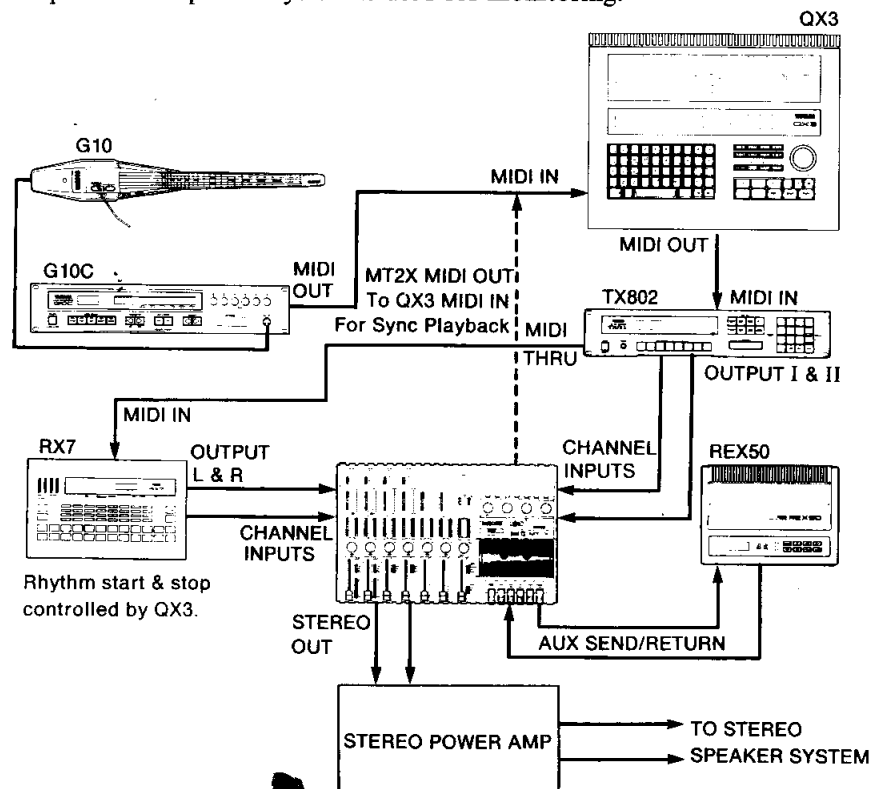 monitoring.
QX3
G10
MIDI IN
MIDI OUT
G10C
MIDI
OUT
MT2X MIDI OUT
To QX3 MIDI IN
For Sync Playback
TX802
MIDI IN
MIDI
THRU
OUTPUT I & II
MIDI IN
RX7
OUTPUT
L & R
CHANNEL
INPUTS
REX50
CHANNEL
INPUTS
Rhythm start & stop
controlled by QX3.
STEREO
OUT
AUX SEND/RETURN
STEREO POWER AMP
TO STEREO
SPEAKER SYSTEM